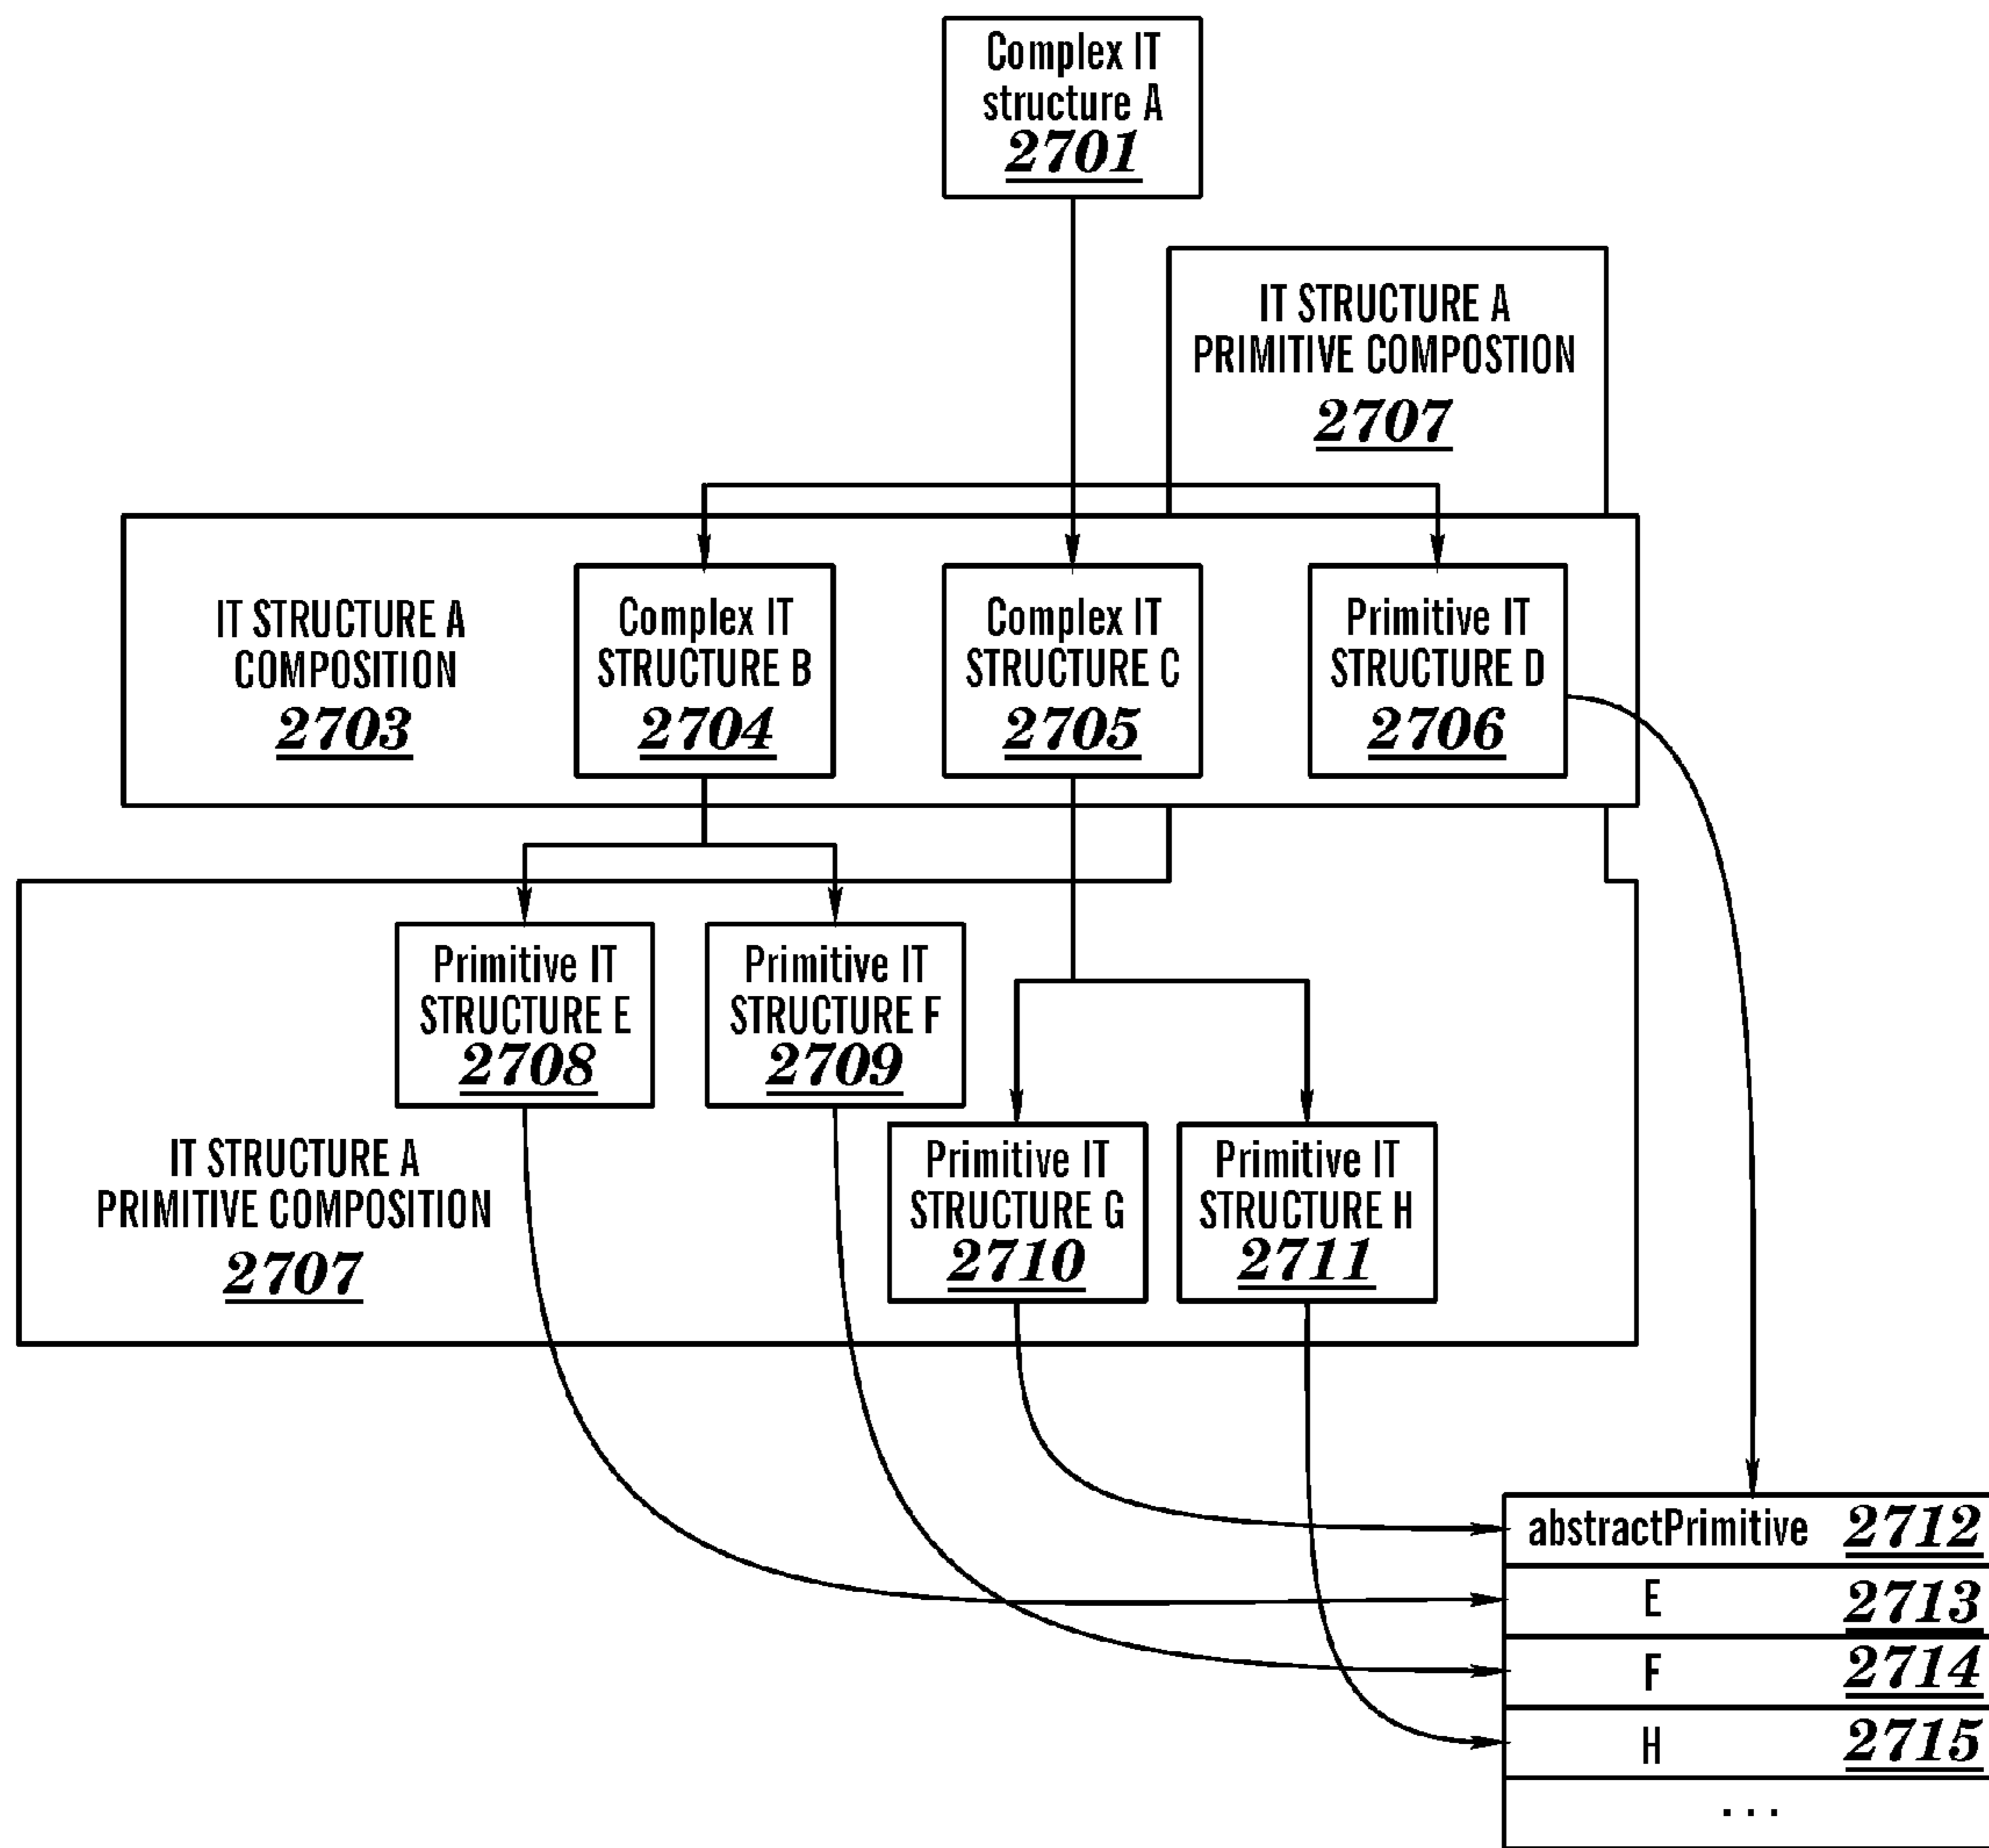 Complex IT
structure A
2701
IT STRUCTURE A
PRIMITIVE COMPOSTION
2707
IT STRUCTURE A
COMPOSITION
2703
Complex IT
STRUCTURE B
2704
Complex IT
STRUCTURE C
2705
Primitive IT
STRUCTURE D
2706
Primitive IT
STRUCTURE E
2708
Primitive IT
STRUCTURE F
2709
IT STRUCTURE A
PRIMITIVE COMPOSITION
2707
Primitive IT
STRUCTURE G
2710
Primitive IT
STRUCTURE H
2711
abstractPrimitive 2712
E 2713
F 2714
H 2715
...